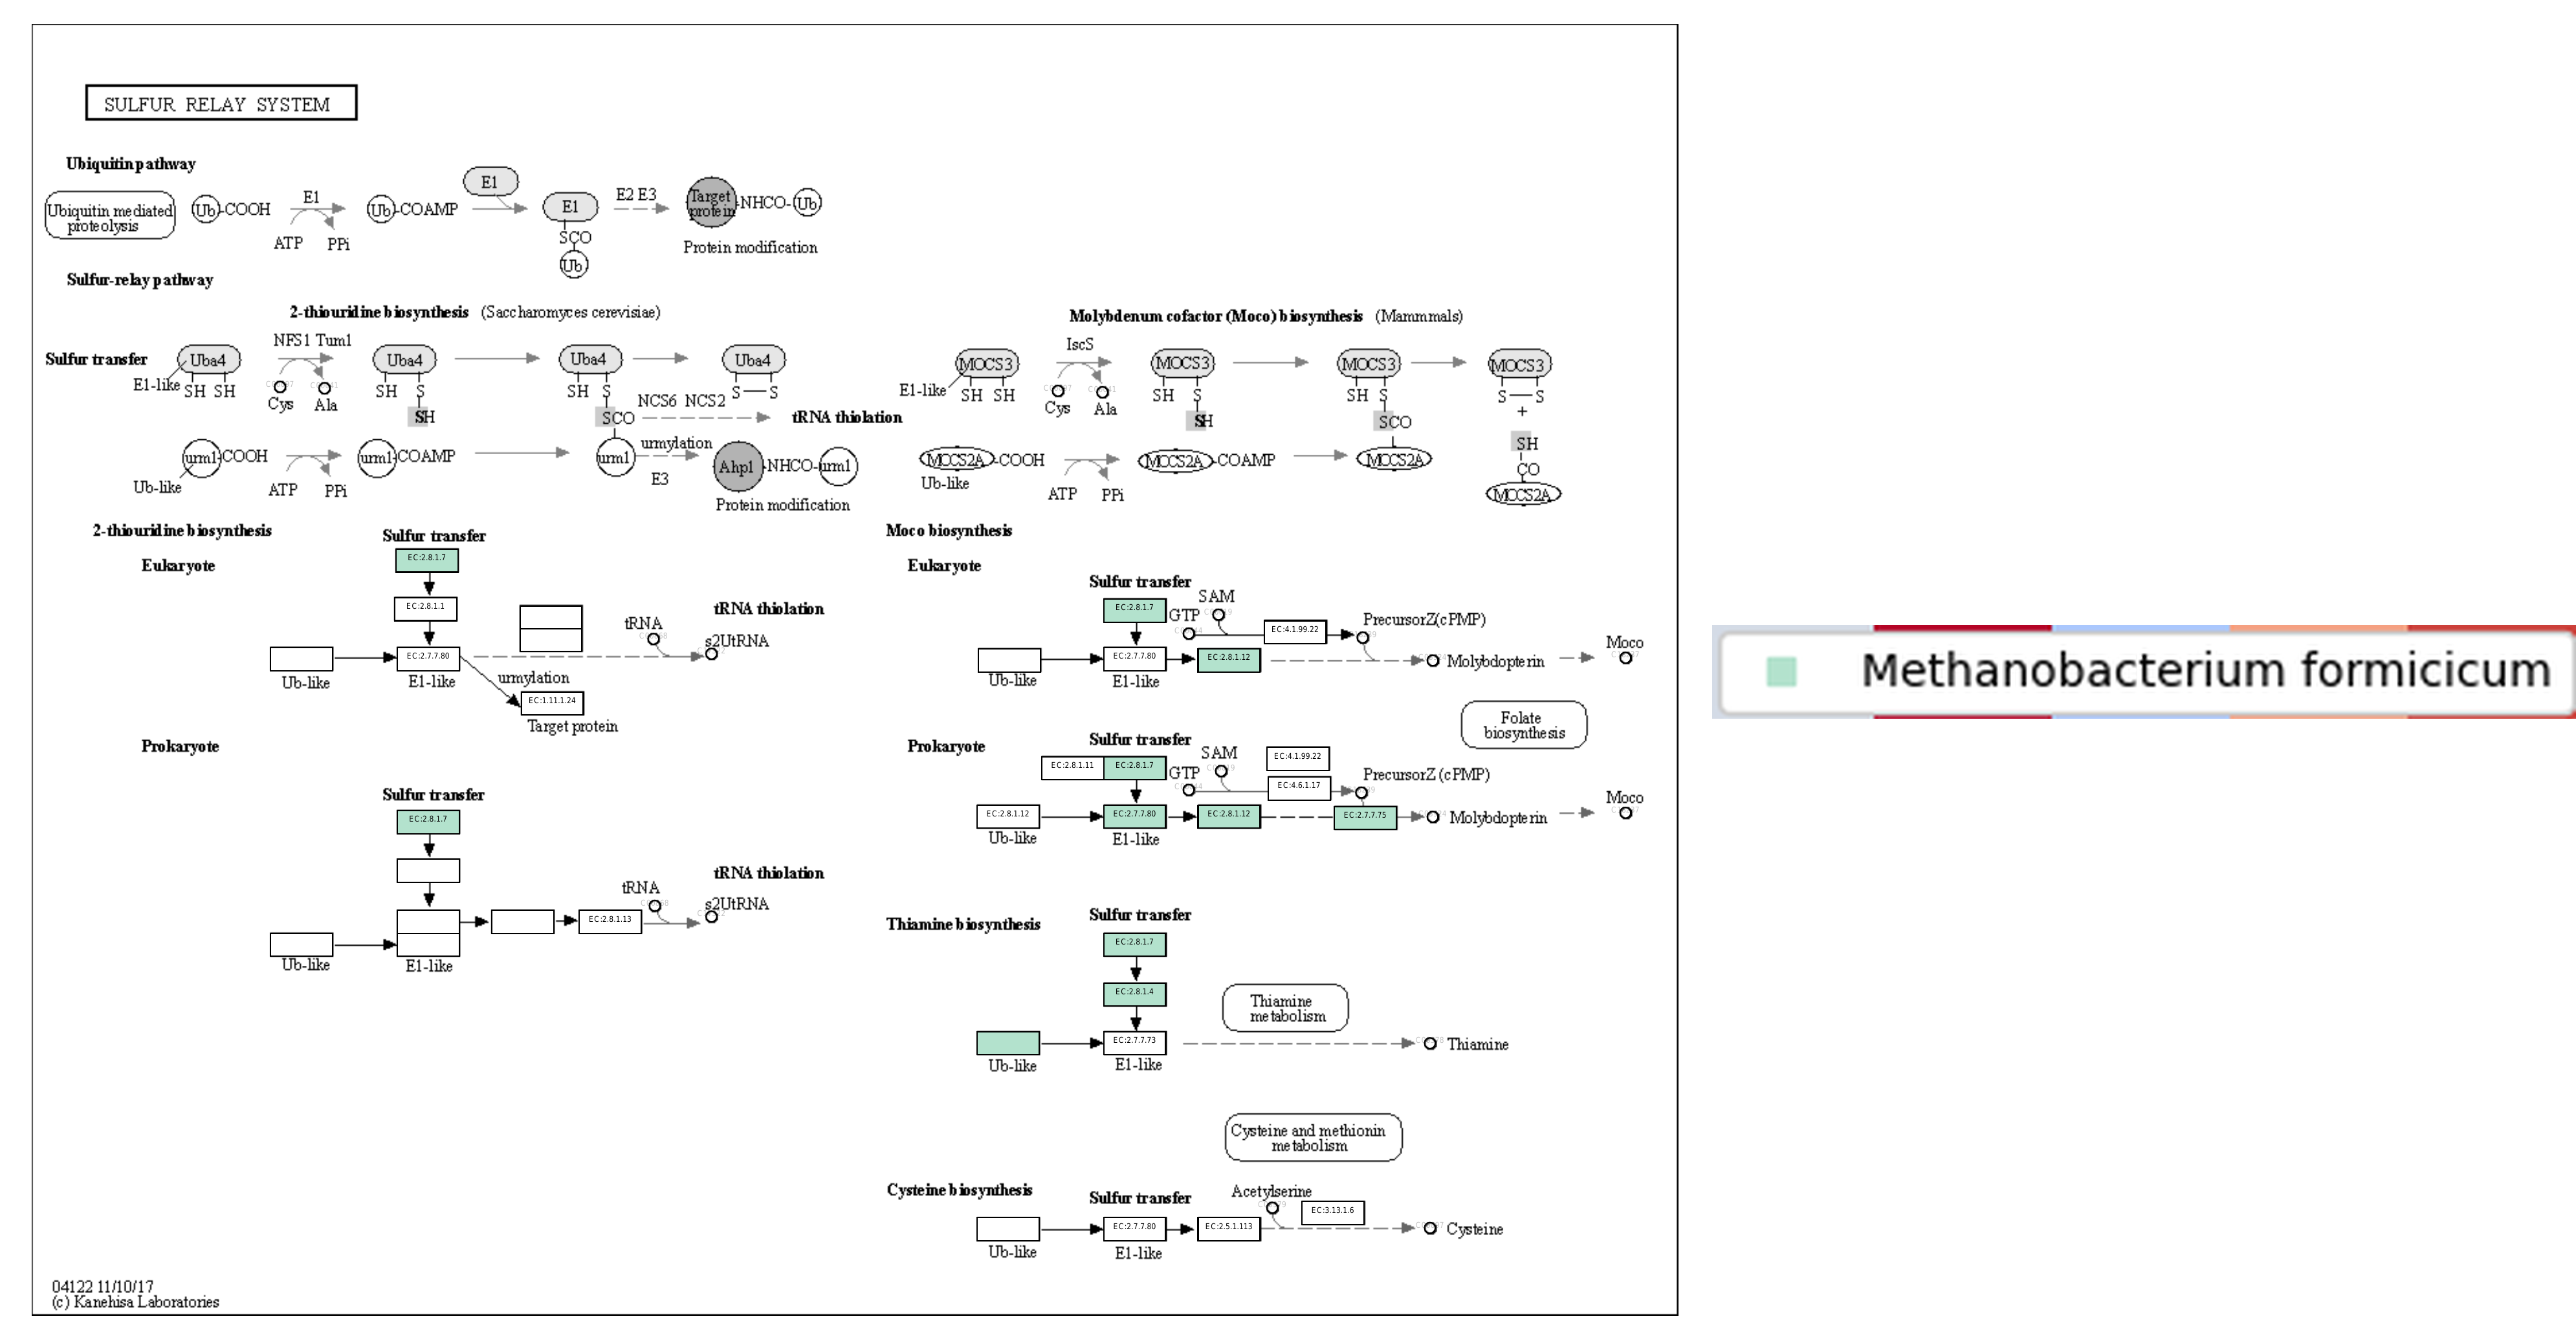 SULFUR RELAY SYSTEM
Ubiquitin pathway
Ubiquitin mediated
proteolysis
Ub
-COOH
E1
ATP
PPi
Ub
-COAMP
E1
E1
SCO
Ub
E2 E3
Target
protein
-NHCO-
Ub
Protein modification
Sulfur-relay pathway
2-thiouridine biosynthesis (Saccharomyces cerevisiae)
Sulfur transfer
Uba4
E1-like
SH SH
NFS1 Tum1
Cys
Ala
Uba4
SH S
SH
Uba4
SH S
SCO
Uba4
S—S
NCS6 NCS2
tRNA thiolation
urm1
-COOH
Ub-like
ATP
PPi
urm1
-COAMP
urm1
urmylation
E3
Ahp1
-NHCO-
urm1
Protein modification
Molybdenum cofactor (Moco) biosynthesis (Mammmals)
MOCS3
E1-like
SH SH
IscS
Cys
Ala
MOCS3
SH S
SH
MOCS3
SH S
SCO
MOCS3
S—S
+
SH
CO
MOCS2A
MOCS2A
-COOH
Ub-like
ATP
PPi
MOCS2A
-COAMP
MOCS2A
2-thiouridine biosynthesis
Eukaryote
Sulfur transfer
EC:2.8.1.7
EC:2.8.1.1
EC:2.7.7.80
Ub-like
E1-like
urmylation
EC:1.11.1.24
Target protein
tRNA
tRNA thiolation
s2UtRNA
Prokaryote
Sulfur transfer
EC:2.8.1.7
EC:2.8.1.13
tRNA
tRNA thiolation
s2UtRNA
Ub-like
E1-like
Moco biosynthesis
Eukaryote
Sulfur transfer
EC:2.8.1.7
SAM
GTP
EC:4.1.99.22
PrecursorZ(cPMP)
EC:2.7.7.80
EC:2.8.1.12
Molybdopterin
Moco
Ub-like
E1-like
Folate
biosynthesis
Prokaryote
Sulfur transfer
EC:2.8.1.11
EC:2.8.1.7
SAM
GTP
EC:4.1.99.22
EC:4.6.1.17
PrecursorZ (cPMP)
EC:2.8.1.12
EC:2.7.7.80
EC:2.8.1.12
EC:2.7.7.75
Molybdopterin
Moco
Ub-like
E1-like
Thiamine biosynthesis
Sulfur transfer
EC:2.8.1.7
EC:2.8.1.4
EC:2.7.7.73
Thiamine
metabolism
Thiamine
Ub-like
E1-like
Cysteine and methionin
metabolism
Cysteine biosynthesis
Sulfur transfer
Acetylserine
EC:2.7.7.80
EC:2.5.1.113
EC:3.13.1.6
Cysteine
Ub-like
E1-like
04122 11/10/17
(c) Kanehisa Laboratories
Methanobacterium formicicum